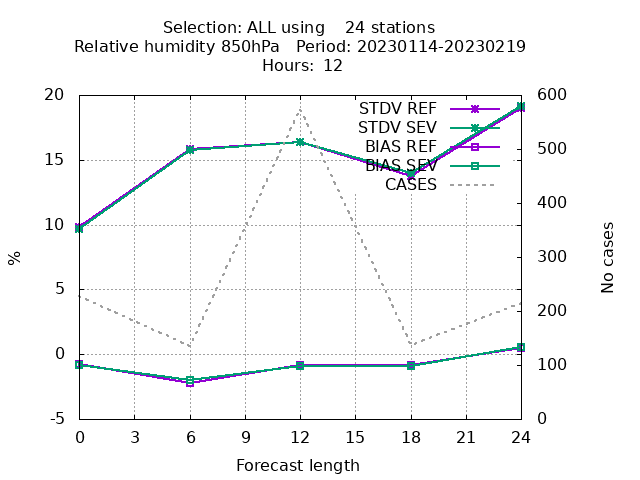 Selection: ALL using    24 stations
Relative humidity 850hPa   Period: 20230114-20230219
Hours:  12
20
15
10
5
0
-5
%
STDV REF
STDV SEV
BIAS REF
BIAS SEV
CASES
600
500
400
300
200
100
0
No cases
0 3 6 9 12 15 18 21 24
Forecast length